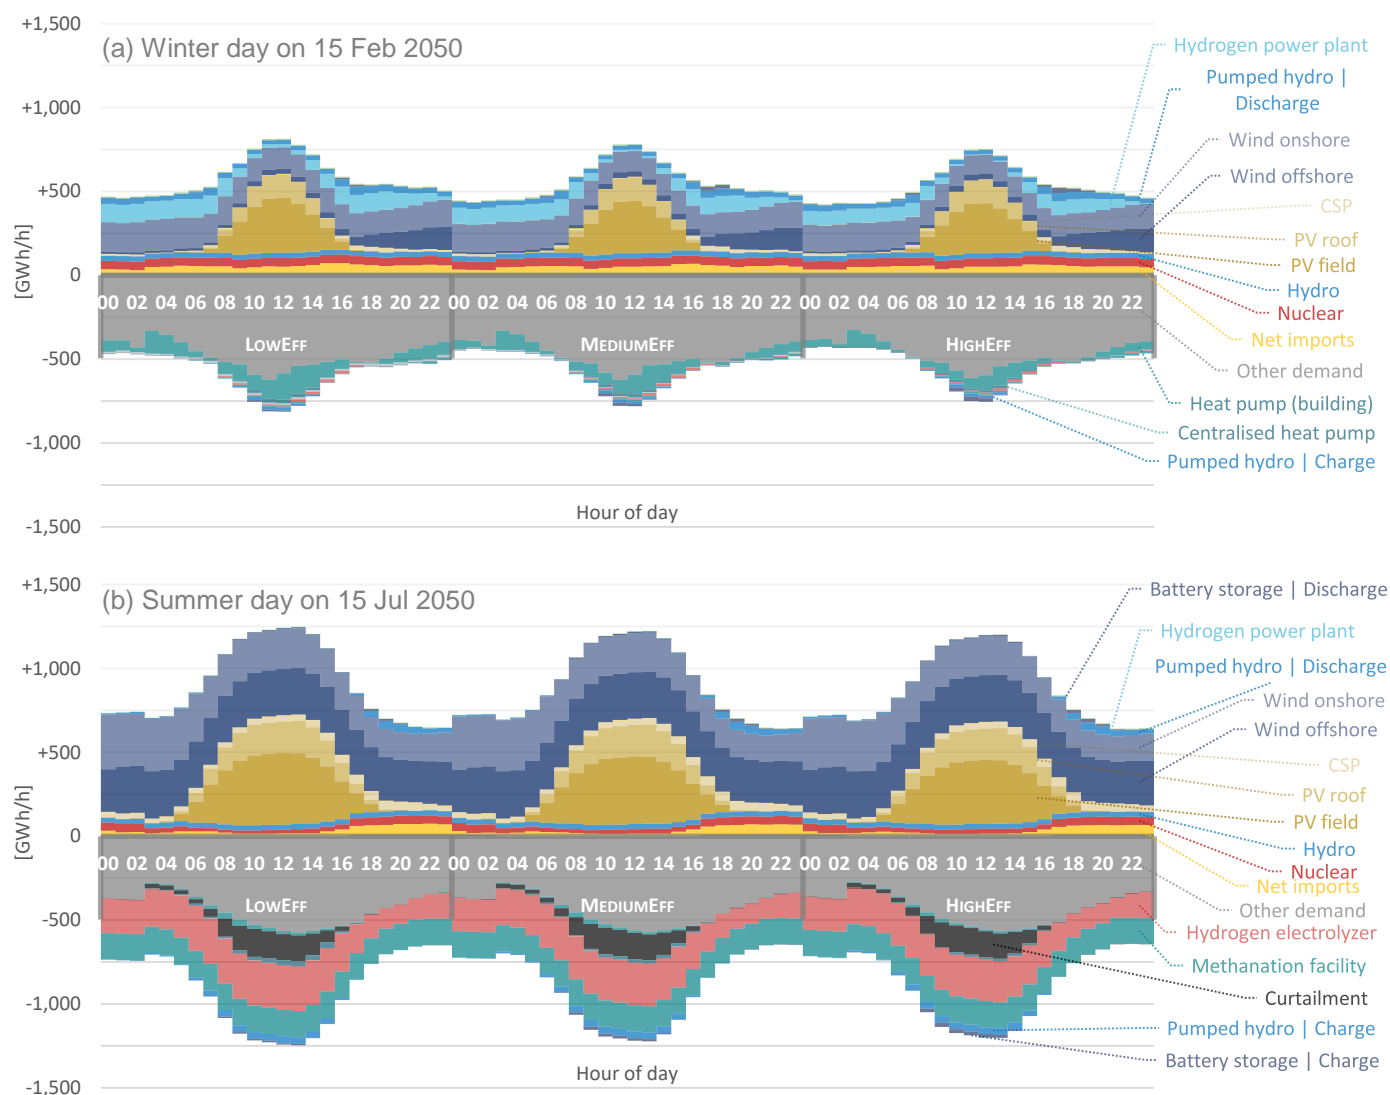 +1,500
(a) Winter day on 15 Feb 2050
Hydrogen power plant
Pumped hydro |
Discharge
+1,000
Wind onshore
+500
Wind offshore
CSP
PV roof
PV field
[GWh/h]
0
Hydro
00 02 04 06 08 10 12 14 16 18 20 22 00 02 04 06 08 10 12 14 16 18 20 22 00 02 04 06 08 10 12 14 16 18 20 22
Nuclear
LOWEFF MEDIUMEFF HIGHEFF
Net imports
-500
Other demand
Heat pump (building)
Centralised heat pump
-1,000
Pumped hydro | Charge
Hour of day
-1,500
+1,500
(b) Summer day on 15 Jul 2050
Battery storage | Discharge
Hydrogen power plant
+1,000
Pumped hydro | Discharge
Wind onshore
Wind offshore
+500
CSP
PV roof
PV field
[GWh/h]
0
Hydro
00 02 04 06 08 10 12 14 16 18 20 22 00 02 04 06 08 10 12 14 16 18 20 22 00 02 04 06 08 10 12 14 16 18 20 22
Nuclear
Net imports
LOWEFF MEDIUMEFF HIGHEFF
Other demand
-500
Hydrogen electrolyzer
Methanation facility
Curtailment
-1,000
Pumped hydro | Charge
Battery storage | Charge
Hour of day
-1,500